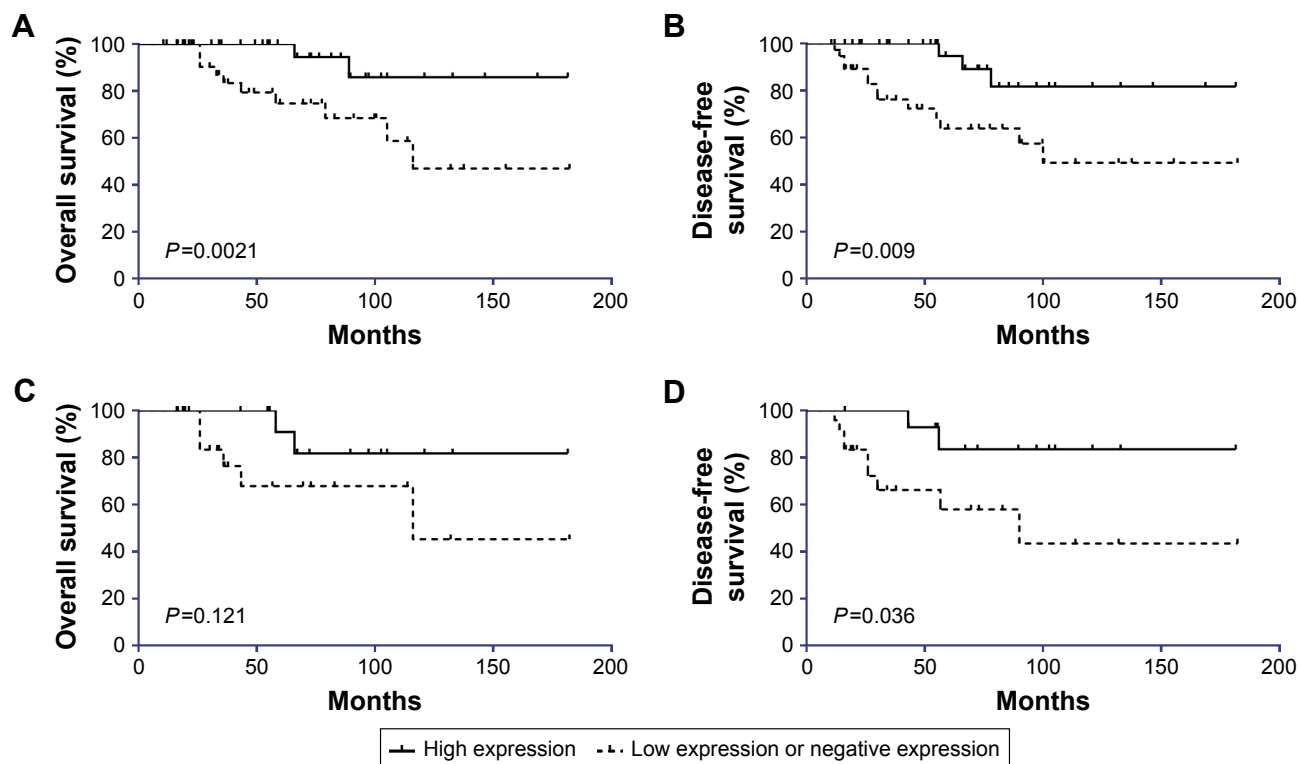 A
Overall survival (%)
100
80
60
40
20
0
P=0.0021
0 50 100 150 200
Months
B
Disease-free
survival (%)
100
80
60
40
20
0
P=0.009
0 50 100 150 200
Months
C
Overall survival (%)
100
80
60
40
20
0
P=0.121
0 50 100 150 200
Months
D
Disease-free
survival (%)
100
80
60
40
20
0
P=0.036
0 50 100 150 200
Months
High expression Low expression or negative expression